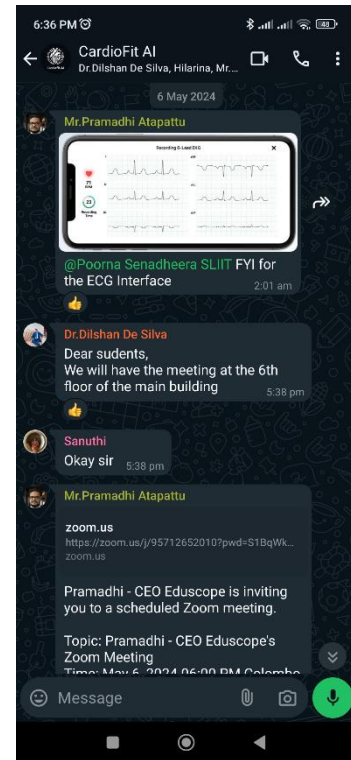 6:36 PM
48
CardioFit AI
Dr.Dilshan De Silva, Hilarina, Mr....
6 May 2024
Mr.Pramadhi Atapattu
Recording 6-Lead ECG
71
23
Recording
Time
@Poorna Senadheera SLIIT FYI for
the ECG Interface
2:01 am
Dr.Dilshan De Silva
Dear sudents,
We will have the meeting at the 6th
floor of the main building
5:38 pm
Sanuthi
Okay sir 5:38 pm
Mr.Pramadhi Atapattu
zoom.us
https://zoom.us/j/95712652010?pwd=S1BqWk...
zoom.us
Pramadhi - CEO Eduscope is inviting
you to a scheduled Zoom meeting.
Topic: Pramadhi - CEO Eduscope's
Zoom Meeting
Time: May 6, 2024 06:00 PM Colombo
Message